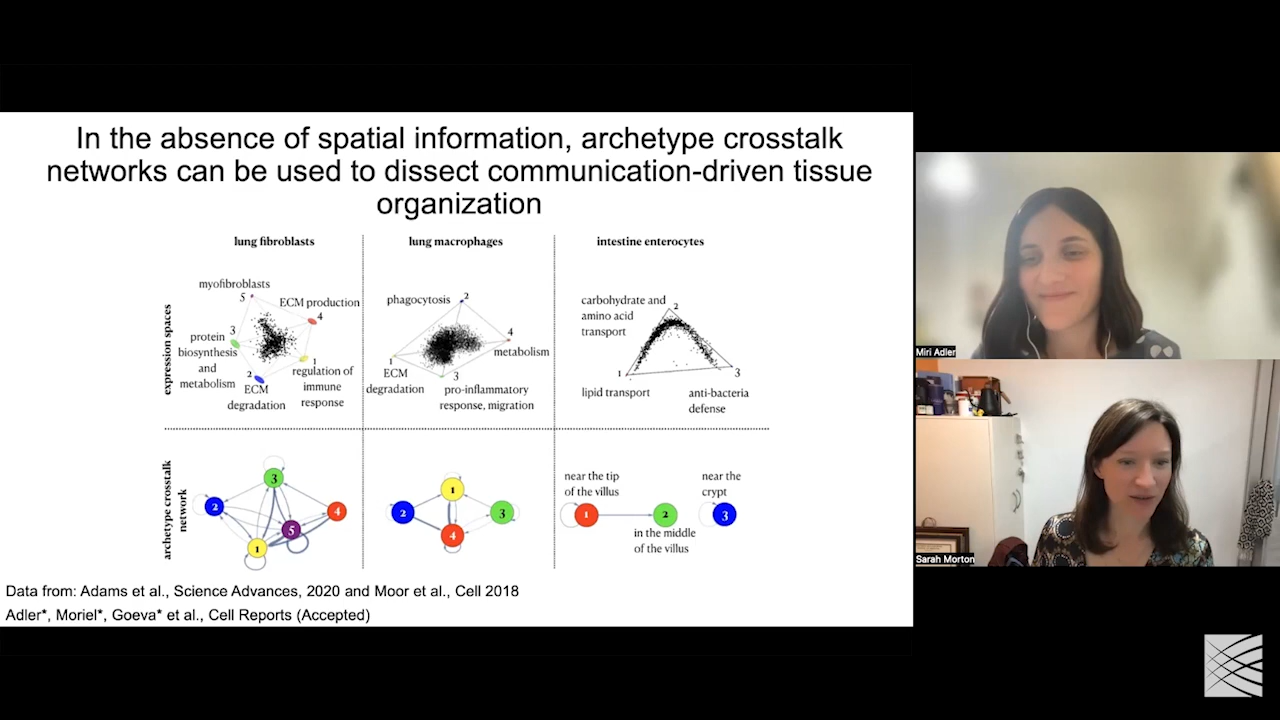 In the absence of spatial information, archetype crosstalk
networks can be used to dissect communication-driven tissue
organization
lung fibroblasts
lung macrophages
intestine enterocytes
expression spaces
myofibroblasts
5
ECM production
4
3
protein
biosynthesis
and
metabolism
2
ECM
degradation
1
regulation of
immune
response
phagocytosis
2
4
metabolism
1
ECM
degradation
3
pro-inflammatory
response, migration
carbohydrate and
amino acid
transport
2
1
lipid transport
3
anti-bacteria
defense
archetype crosstalk
network
3
2
4
5
1
1
2
3
4
near the tip
of the villus
near the
crypt
1
2
3
in the middle
of the villus
Data from: Adams et al., Science Advances, 2020 and Moor et al., Cell 2018
Adler*, Moriel*, Goeva* et al., Cell Reports (Accepted)
Miri Adler
Sarah Morton